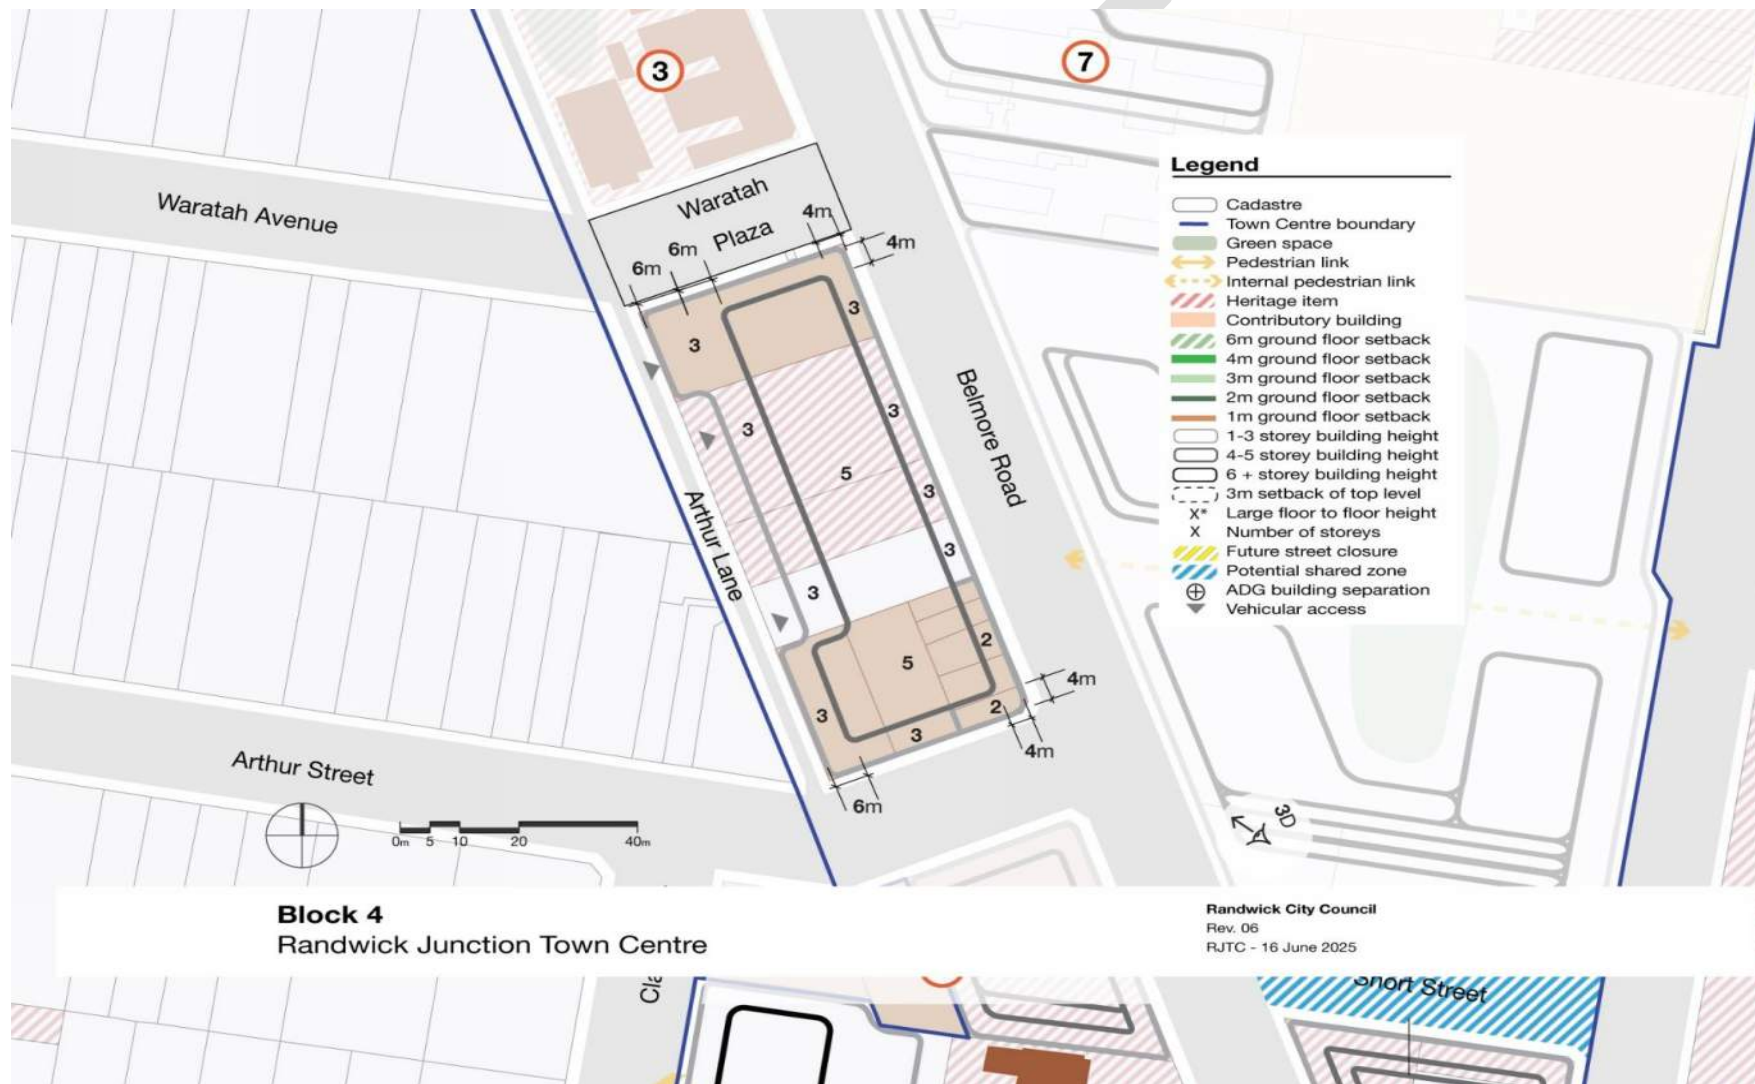 3
7
Waratah Avenue
Waratah
Plaza
4m
4m
6m
6m
3
3
3
3
3
3
3
5
5
2
2
3
3
4m
4m
6m
Belmore Road
Arthur Lane
Arthur Street
0m 5 10 20 40m
Legend
Cadastre
Town Centre boundary
Green space
Pedestrian link
Internal pedestrian link
Heritage item
Contributory building
6m ground floor setback
4m ground floor setback
3m ground floor setback
2m ground floor setback
1m ground floor setback
1-3 storey building height
4-5 storey building height
6 + storey building height
3m setback of top level
X* Large floor to floor height
X Number of storeys
Future street closure
Potential shared zone
ADG building separation
Vehicular access
3D
Block 4
Randwick Junction Town Centre
Randwick City Council
Rev. 06
RJTC - 16 June 2025
Short Street